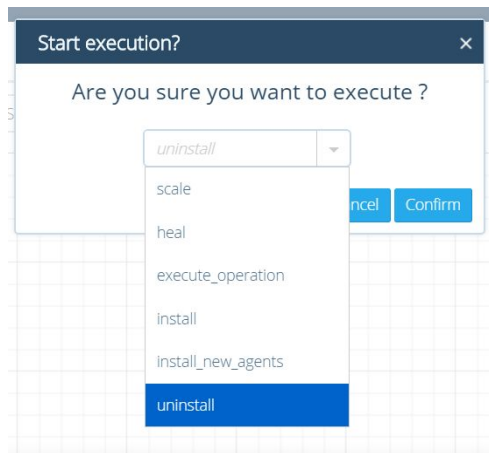 Start execution?
×
Are you sure you want to execute ?
uninstall
scale
ncel Confirm
heal
execute_operation
install
install_new_agents
uninstall